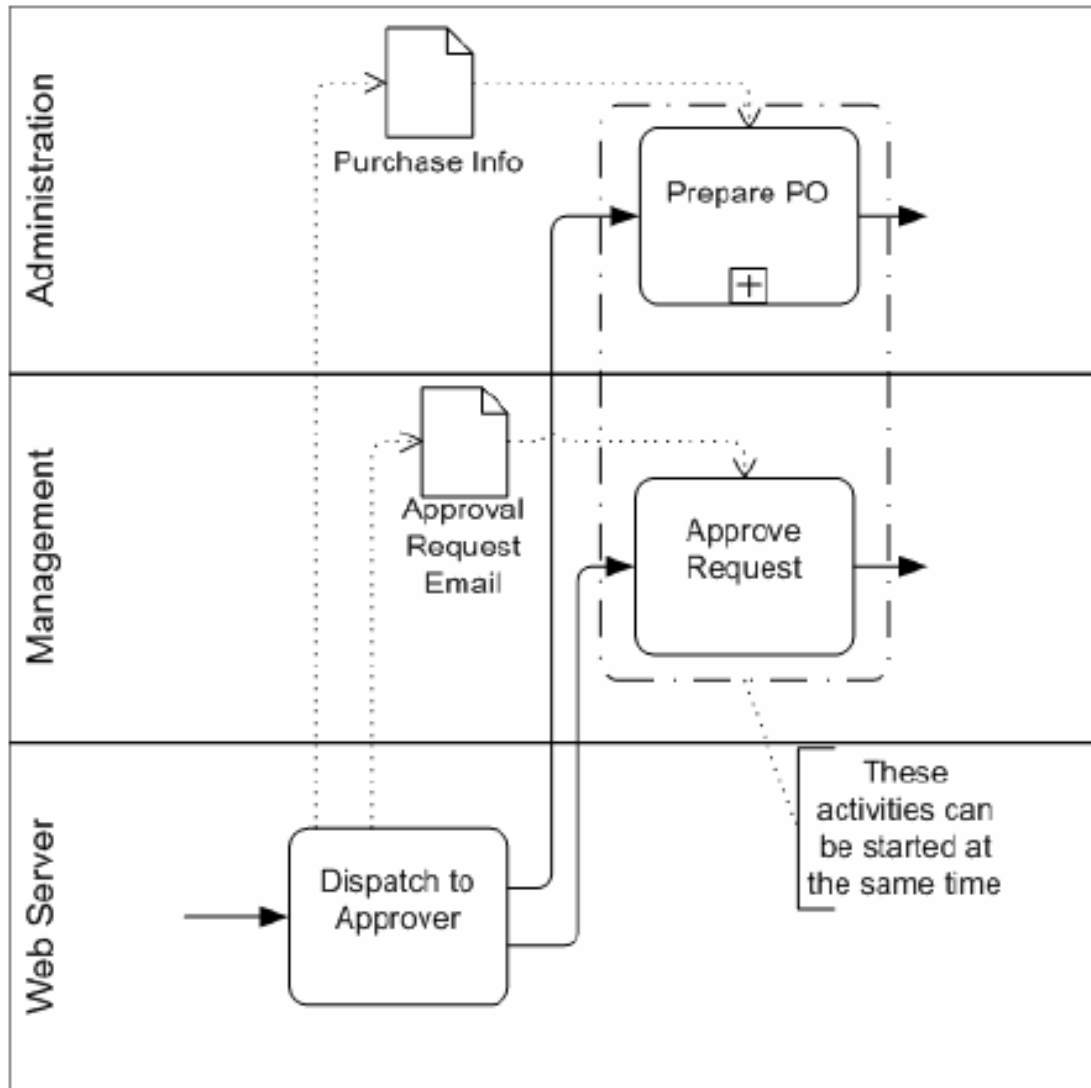 Administration
Purchase Info
Prepare PO
Management
Approval
Request
Email
Approve
Request
Web Server
Dispatch to
Approver
These
activities can
be started at
the same time